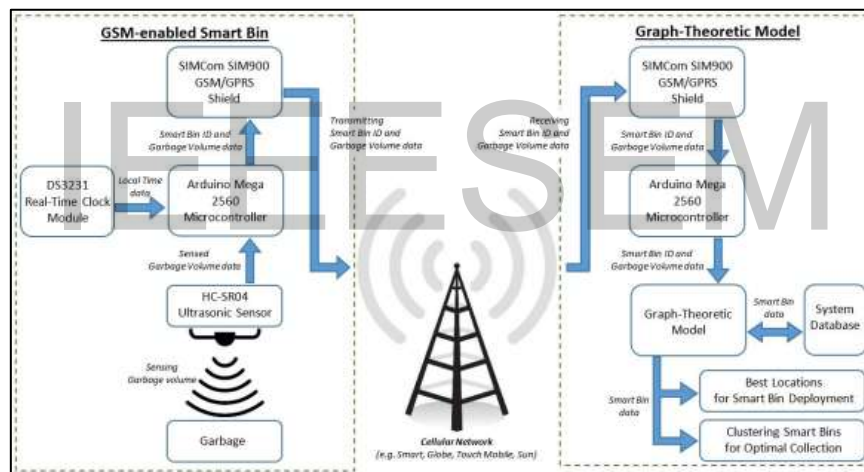 GSM-enabled Smart Bin
SIMCom SIM900
GSM/GPRS
Shield
Smart Bin ID and
Garbage Volume data
Transmitting
Smart Bin ID and
Garbage Volume data
DS3231
Real-Time Clock
Module
Local Time
data
Arduino Mega
2560
Microcontroller
Sensed
Garbage Volume data
HC-SR04
Ultrasonic Sensor
Sensing
Garbage volume
Garbage
Cellular Network
(e.g. Smart, Globe, Touch Mobile, Sun)
Graph-Theoretic Model
SIMCom SIM900
GSM/GPRS
Shield
Receiving
Smart Bin ID and
Garbage Volume data
Smart Bin ID and
Garbage Volume data
Arduino Mega
2560
Microcontroller
Smart Bin ID and
Garbage Volume data
Graph-Theoretic
Model
Smart Bin
data
System
Database
Smart Bin
data
Best Locations
for Smart Bin Deployment
Clustering Smart Bins
for Optimal Collection
IEEESEM